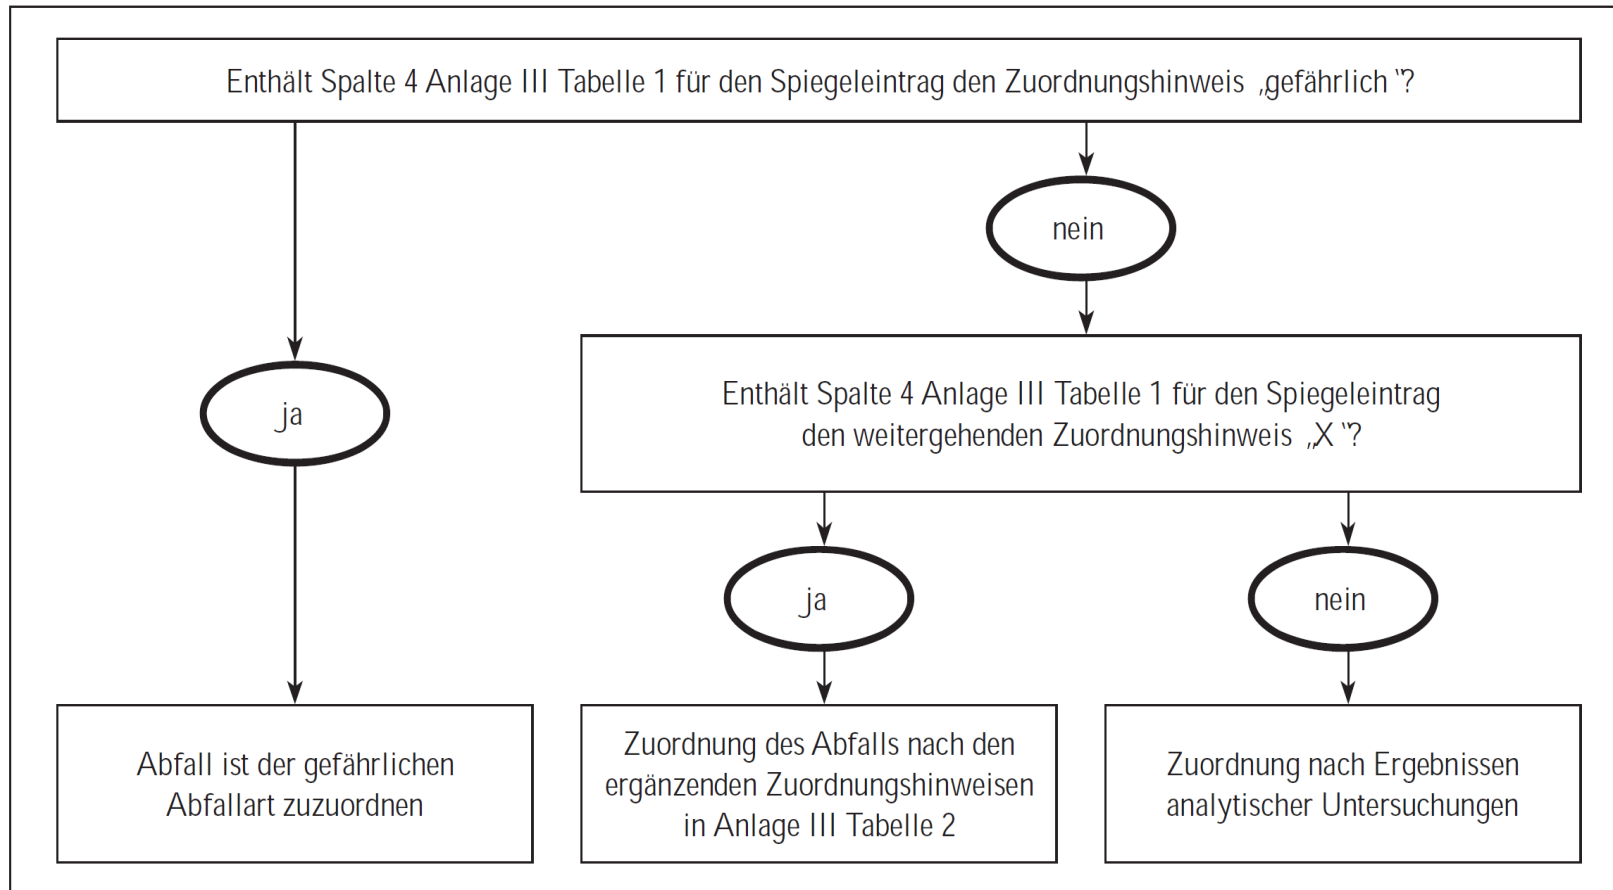 Enthält Spalte 4 Anlage III Tabelle 1 für den Spiegeleintrag den Zuordnungshinweis „gefährlich“?
nein
ja
Enthält Spalte 4 Anlage III Tabelle 1 für den Spiegeleintrag
den weitergehenden Zuordnungshinweis „X“?
ja
nein
Abfall ist der gefährlichen
Abfallart zuzuordnen
Zuordnung des Abfalls nach den
ergänzenden Zuordnungshinweisen
in Anlage III Tabelle 2
Zuordnung nach Ergebnissen
analytischer Untersuchungen